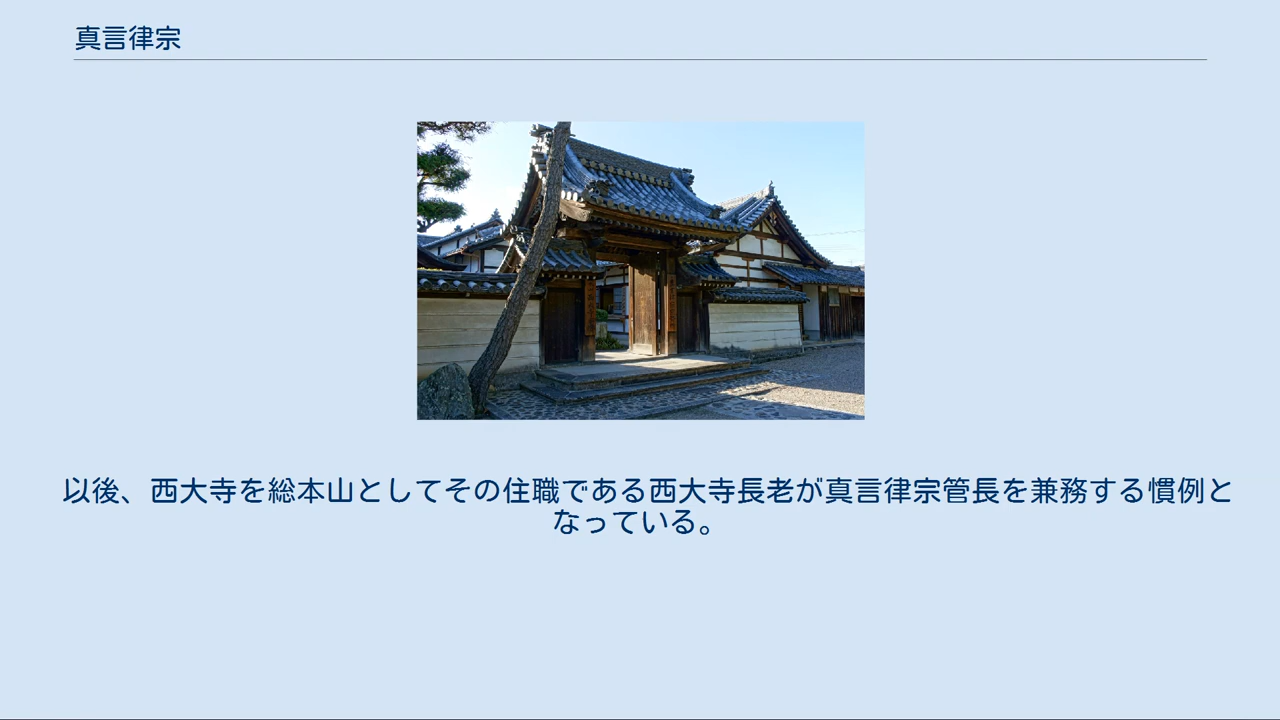 真言律宗
以後、西大寺を総本山としてその住職である西大寺長老が真言律宗管長を兼務する慣例と
なっている。